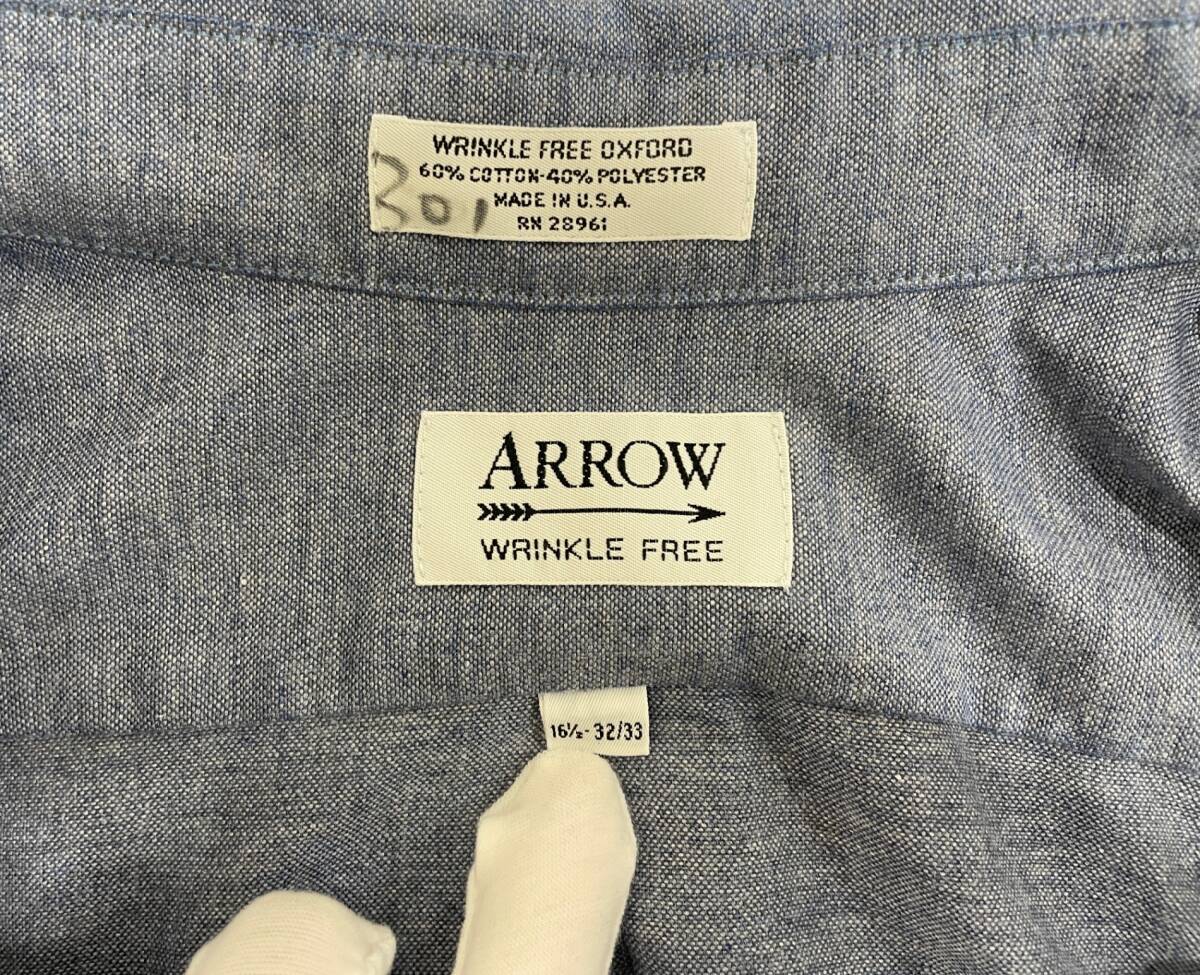 WRINKLE FREE OXFORD
60% COTTON-40% POLYESTER
MADE IN U.S.A.
RN 28961
301
ARROW
WRINKLE FREE
16½-32/33